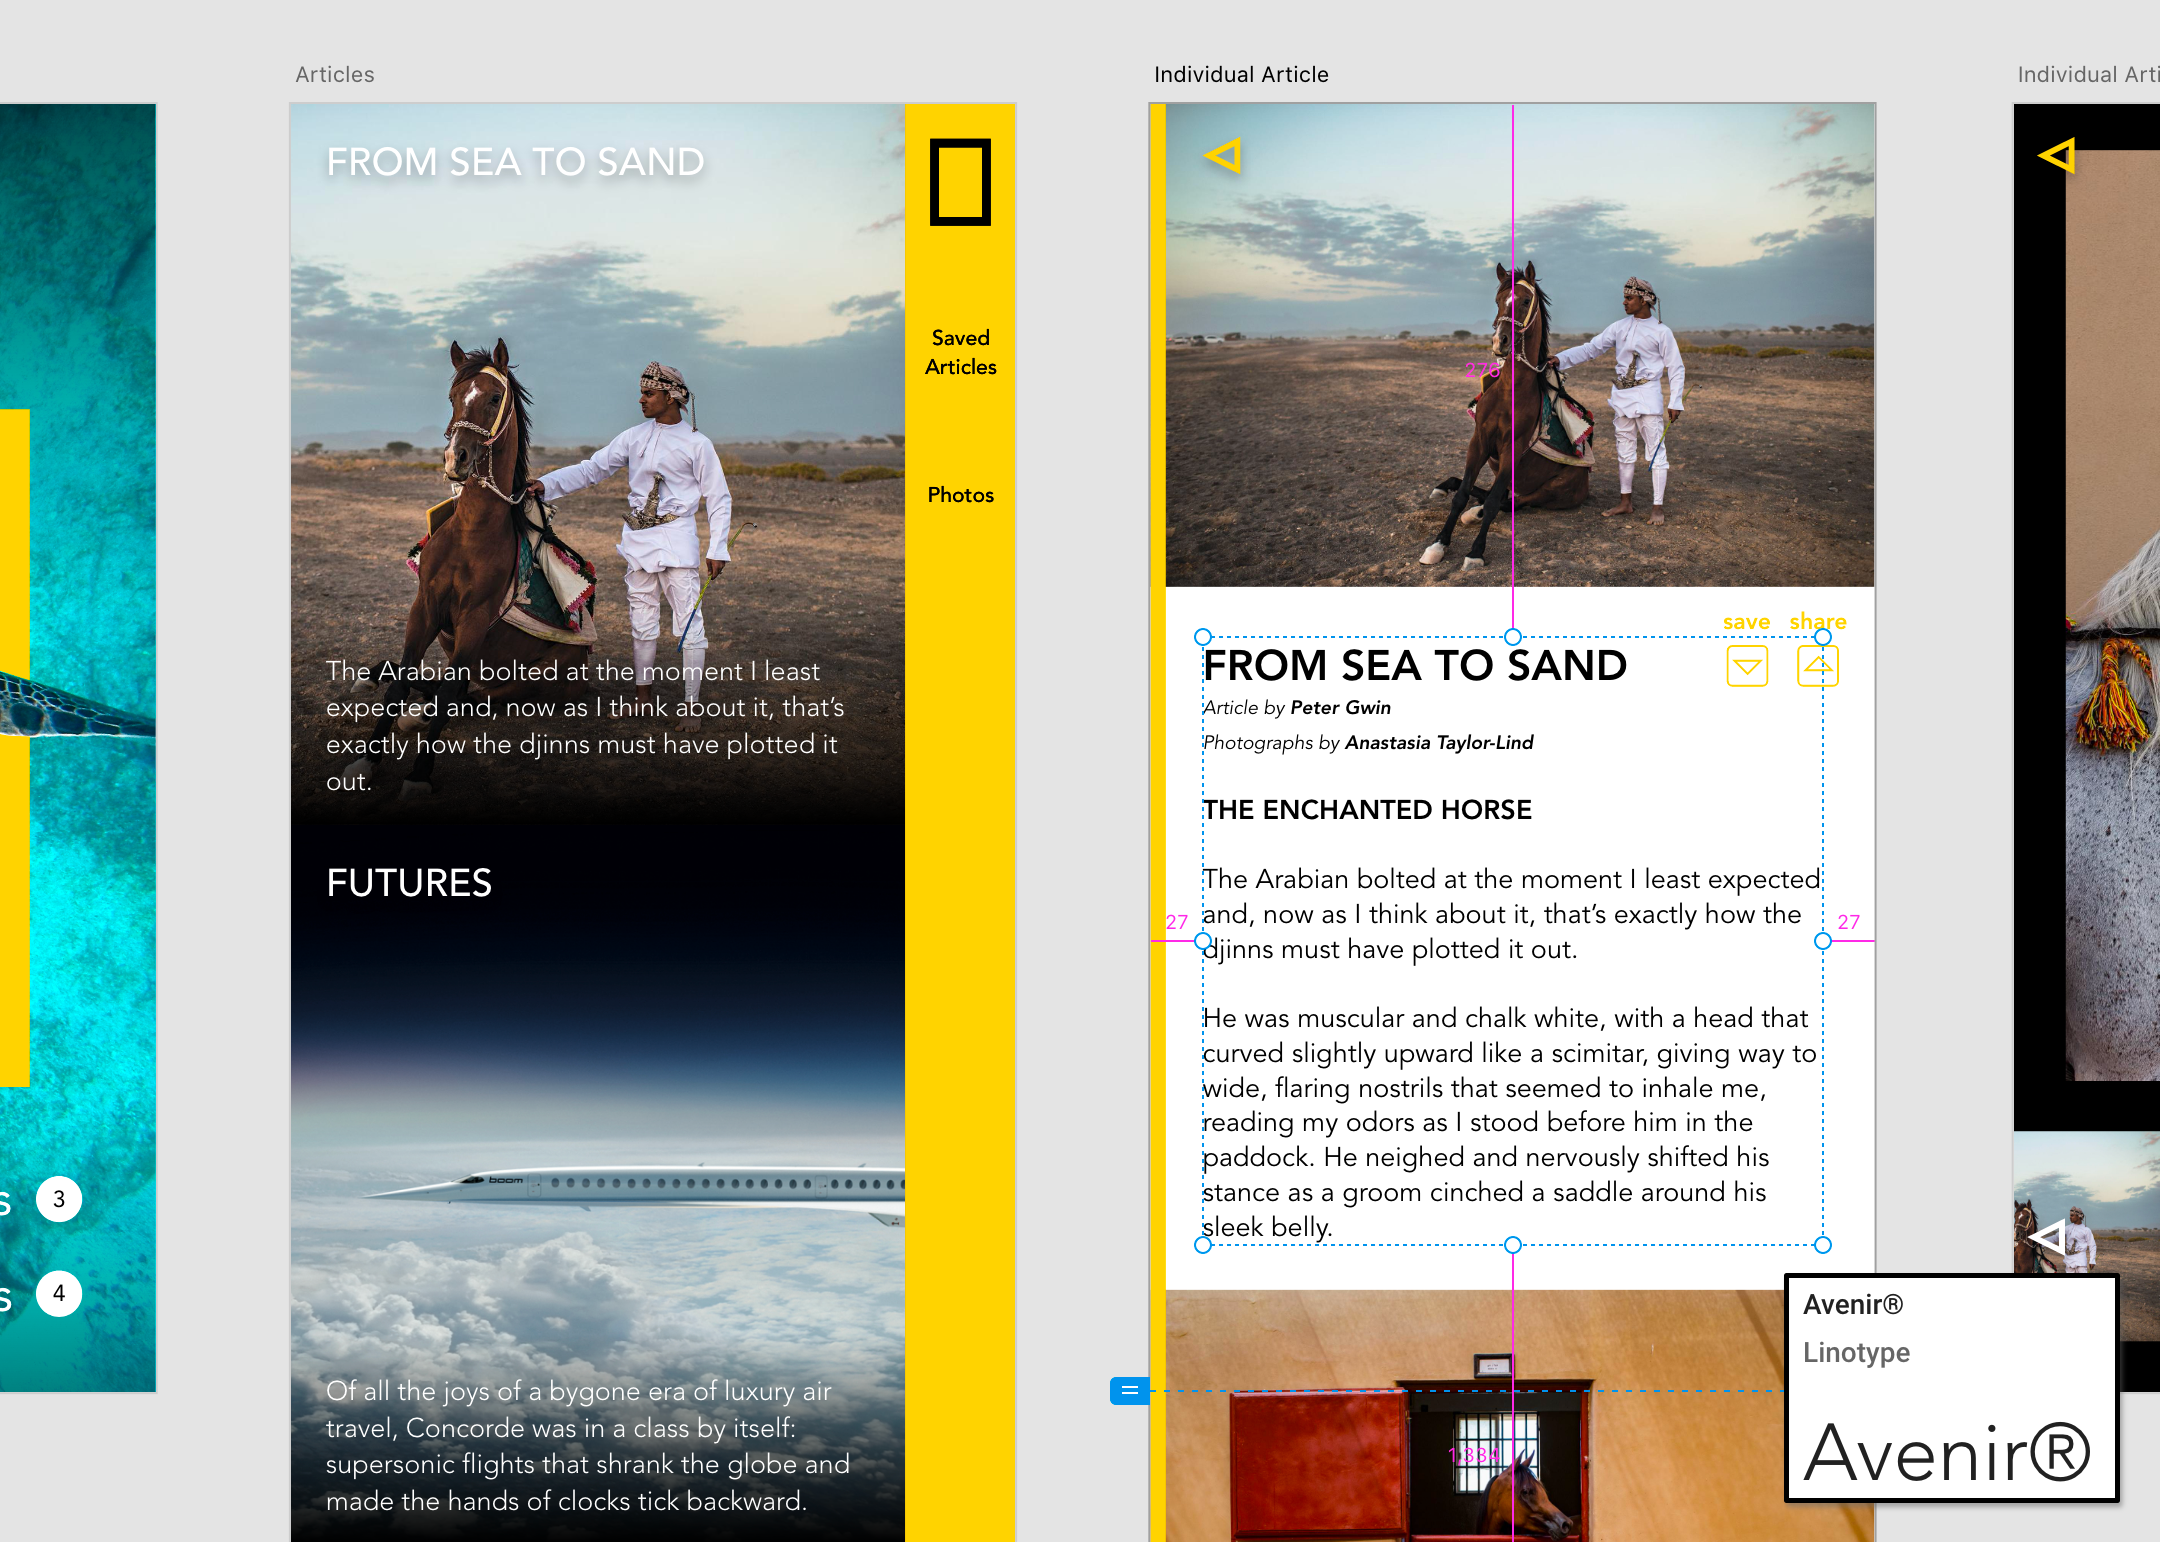 Articles
Individual Article
Individual Arti
FROM SEA TO SAND
Saved
Articles
Photos
The Arabian bolted at the moment I least
expected and, now as I think about it, that’s
exactly how the djinns must have plotted it
out.
FUTURES
boom
Of all the joys of a bygone era of luxury air
travel, Concorde was in a class by itself:
supersonic flights that shrank the globe and
made the hands of clocks tick backward.
s 3
s 4
276
save share
FROM SEA TO SAND
Article by Peter Gwin
Photographs by Anastasia Taylor-Lind
THE ENCHANTED HORSE
The Arabian bolted at the moment I least expected
and, now as I think about it, that’s exactly how the
djinns must have plotted it out.
27
27
He was muscular and chalk white, with a head that
curved slightly upward like a scimitar, giving way to
wide, flaring nostrils that seemed to inhale me,
reading my odors as I stood before him in the
paddock. He neighed and nervously shifted his
stance as a groom cinched a saddle around his
sleek belly.
1,334
Avenir®
Linotype
Avenir®